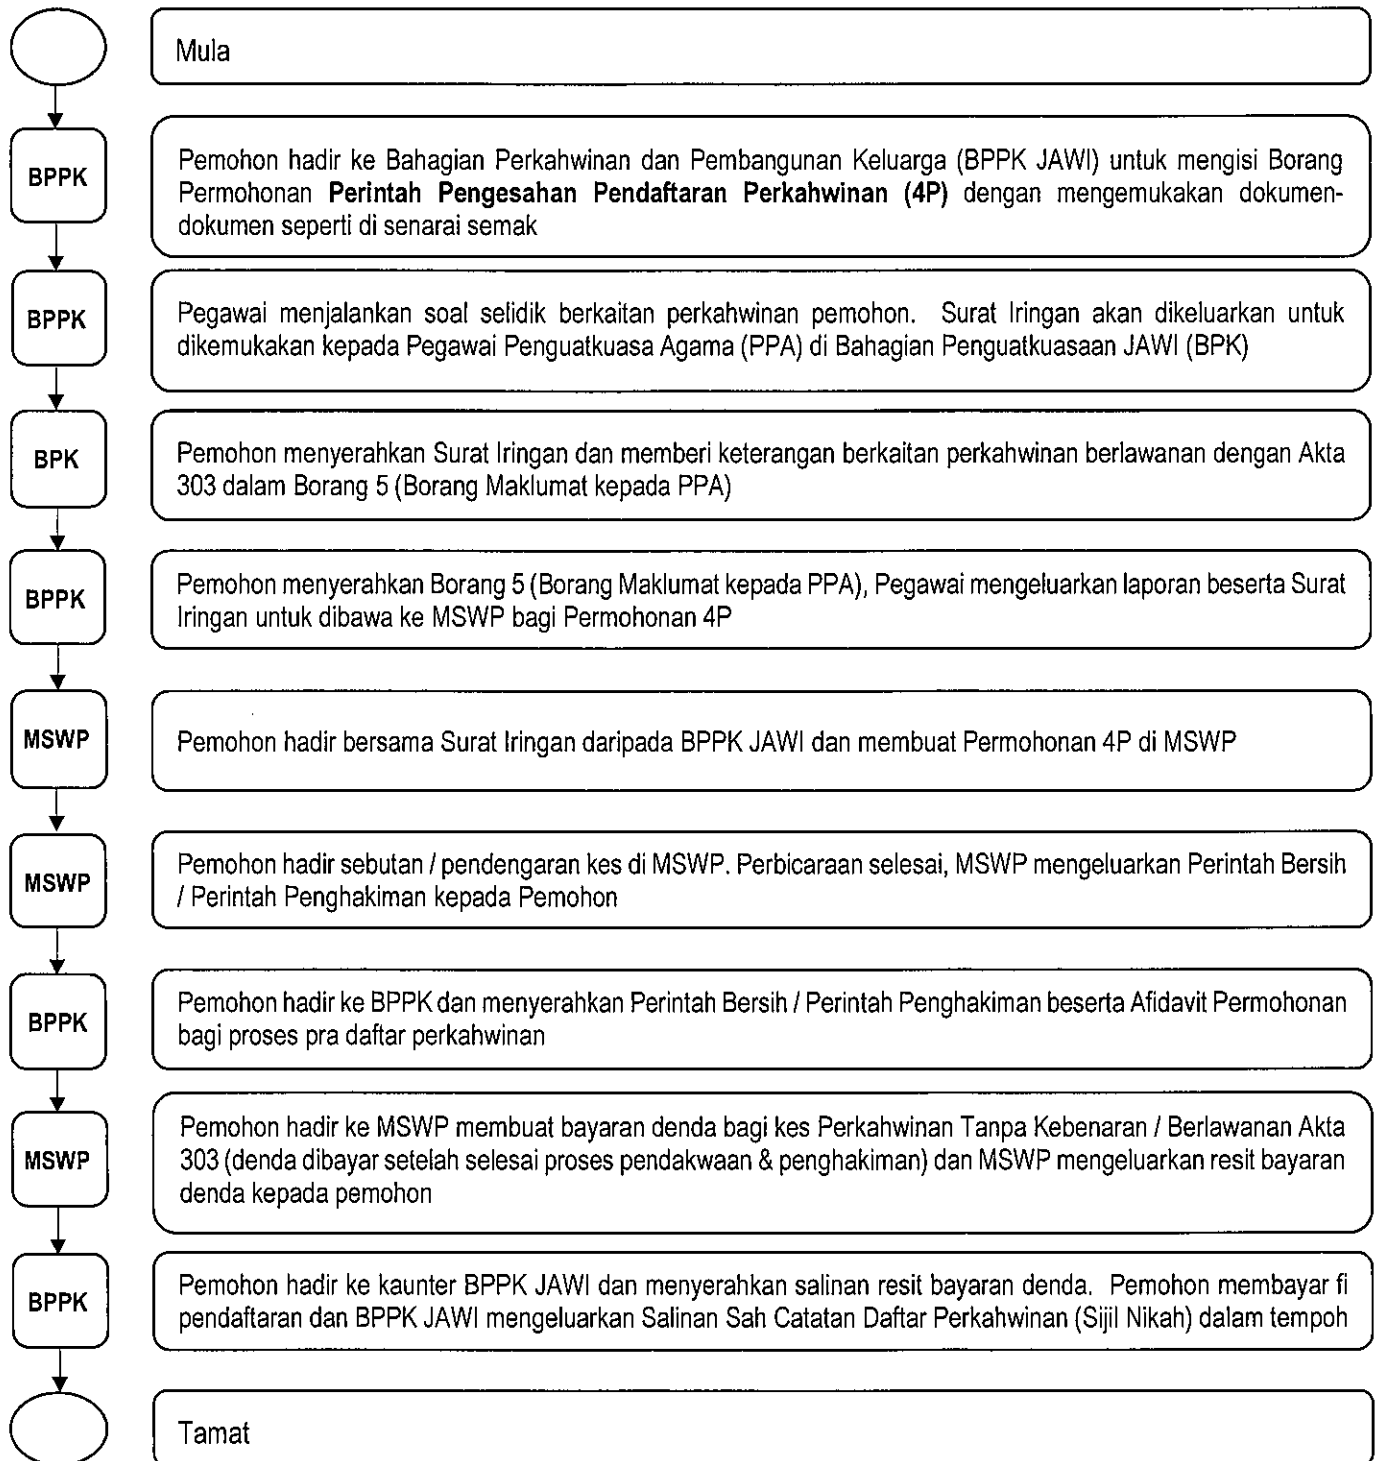 Mula
BPPK
Pemohon hadir ke Bahagian Perkahwinan dan Pembangunan Keluarga (BPPK JAWI) untuk mengisi Borang
Permohonan Perintah Pengesahan Pendaftaran Perkahwinan (4P) dengan mengemukakan dokumen-
dokumen seperti di senarai semak
BPPK
Pegawai menjalankan soal selidik berkaitan perkahwinan pemohon. Surat Iringan akan dikeluarkan untuk
dikemukakan kepada Pegawai Penguatkuasa Agama (PPA) di Bahagian Penguatkuasaan JAWI (BPK)
BPK
Pemohon menyerahkan Surat Iringan dan memberi keterangan berkaitan perkahwinan berlawanan dengan Akta
303 dalam Borang 5 (Borang Maklumat kepada PPA)
BPPK
Pemohon menyerahkan Borang 5 (Borang Maklumat kepada PPA), Pegawai mengeluarkan laporan beserta Surat
Iringan untuk dibawa ke MSWP bagi Permohonan 4P
MSWP
Pemohon hadir bersama Surat Iringan daripada BPPK JAWI dan membuat Permohonan 4P di MSWP
MSWP
Pemohon hadir sebutan / pendengaran kes di MSWP. Perbicaraan selesai, MSWP mengeluarkan Perintah Bersih
/ Perintah Penghakiman kepada Pemohon
BPPK
Pemohon hadir ke BPPK dan menyerahkan Perintah Bersih / Perintah Penghakiman beserta Afidavit Permohonan
bagi proses pra daftar perkahwinan
MSWP
Pemohon hadir ke MSWP membuat bayaran denda bagi kes Perkahwinan Tanpa Kebenaran / Berlawanan Akta
303 (denda dibayar setelah selesai proses pendakwaan & penghakiman) dan MSWP mengeluarkan resit bayaran
denda kepada pemohon
BPPK
Pemohon hadir ke kaunter BPPK JAWI dan menyerahkan salinan resit bayaran denda. Pemohon membayar fi
pendaftaran dan BPPK JAWI mengeluarkan Salinan Sah Catatan Daftar Perkahwinan (Sijil Nikah) dalam tempoh
Tamat